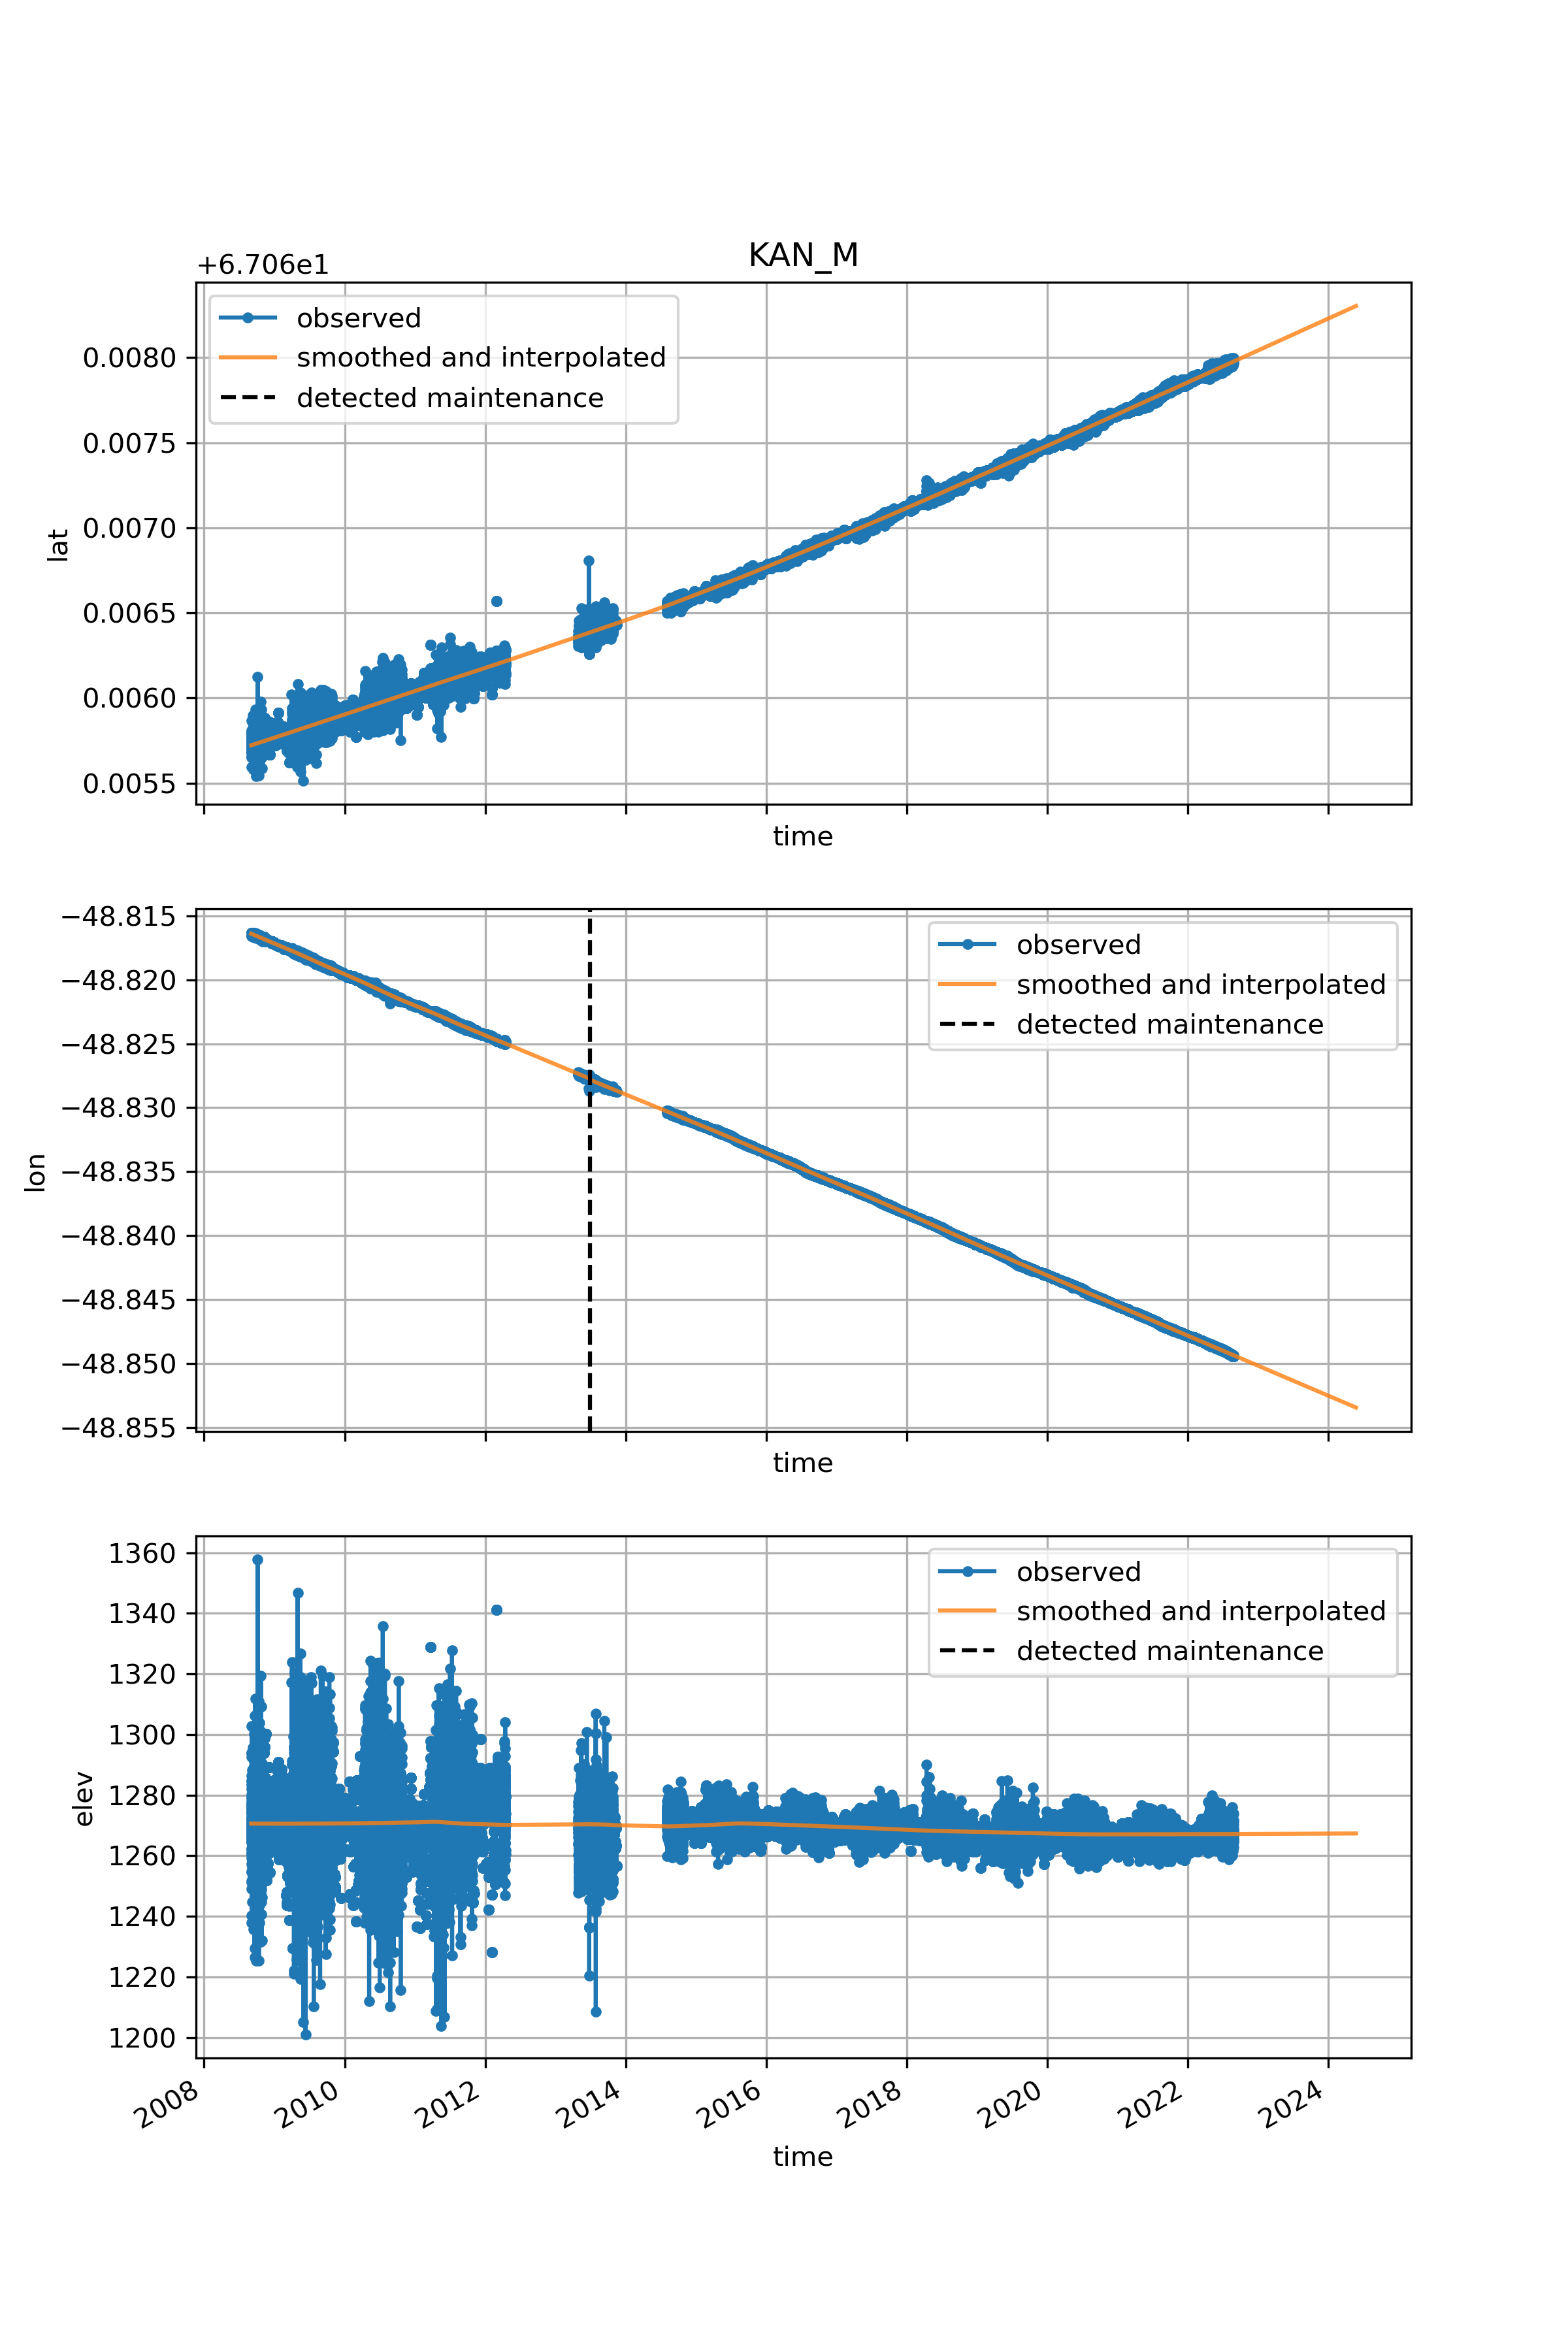 KAN_M
+6.706e1
observed
smoothed and interpolated
detected maintenance
0.0080
0.0075
0.0070
0.0065
0.0060
0.0055
lat
time
−48.815
−48.820
−48.825
−48.830
−48.835
−48.840
−48.845
−48.850
−48.855
lon
observed
smoothed and interpolated
detected maintenance
time
1360
1340
1320
1300
1280
1260
1240
1220
1200
elev
observed
smoothed and interpolated
detected maintenance
2008 2010 2012 2014 2016 2018 2020 2022 2024
time